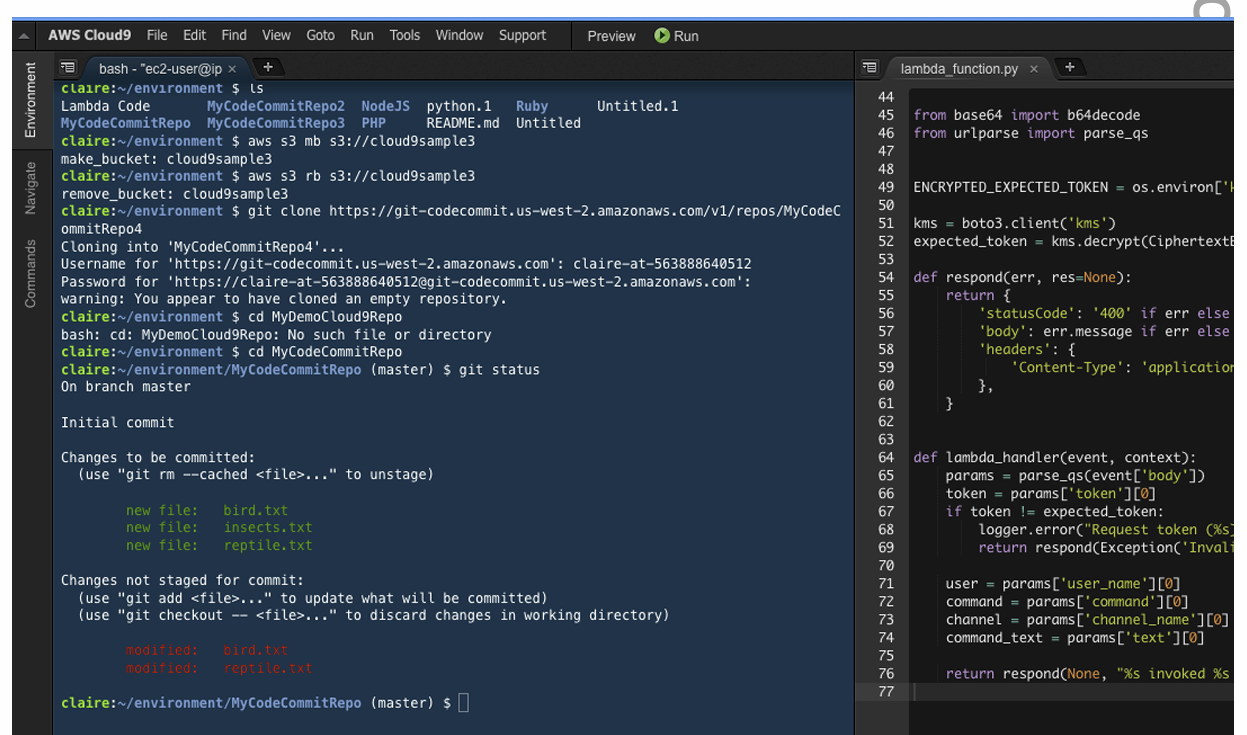 AWS Cloud9 File Edit Find View Goto Run Tools Window Support Preview Run
Environment
Navigate
Commands
bash - "ec2-user@ip ×
claire:~/environment $ ls
Lambda Code MyCodeCommitRepo2 NodeJS python.1 Ruby Untitled.1
MyCodeCommitRepo MyCodeCommitRepo3 PHP README.md Untitled
claire:~/environment $ aws s3 mb s3://cloud9sample3
make_bucket: cloud9sample3
claire:~/environment $ aws s3 rb s3://cloud9sample3
remove_bucket: cloud9sample3
claire:~/environment $ git clone https://git-codecommit.us-west-2.amazonaws.com/v1/repos/MyCodeC
ommitRepo4
Cloning into 'MyCodeCommitRepo4'...
Username for 'https://git-codecommit.us-west-2.amazonaws.com': claire-at-563888640512
Password for 'https://claire-at-563888640512@git-codecommit.us-west-2.amazonaws.com':
warning: You appear to have cloned an empty repository.
claire:~/environment $ cd MyDemoCloud9Repo
bash: cd: MyDemoCloud9Repo: No such file or directory
claire:~/environment $ cd MyCodeCommitRepo
claire:~/environment/MyCodeCommitRepo (master) $ git status
On branch master
Initial commit
Changes to be committed:
(use "git rm --cached <file>..." to unstage)
new file: bird.txt
new file: insects.txt
new file: reptile.txt
Changes not staged for commit:
(use "git add <file>..." to update what will be committed)
(use "git checkout -- <file>..." to discard changes in working directory)
modified: bird.txt
modified: reptile.txt
claire:~/environment/MyCodeCommitRepo (master) $
lambda_function.py ×
44
45 from base64 import b64decode
46 from urlparse import parse_qs
47
48
49 ENCRYPTED_EXPECTED_TOKEN = os.environ['k
50
51 kms = boto3.client('kms')
52 expected_token = kms.decrypt(CiphertextB
53
54 def respond(err, res=None):
55 return {
56 'statusCode': '400' if err else
57 'body': err.message if err else
58 'headers': {
59 'Content-Type': 'application
60 },
61 }
62
63
64 def lambda_handler(event, context):
65 params = parse_qs(event['body'])
66 token = params['token'][0]
67 if token != expected_token:
68 logger.error("Request token (%s)
69 return respond(Exception('Invali
70
71 user = params['user_name'][0]
72 command = params['command'][0]
73 channel = params['channel_name'][0]
74 command_text = params['text'][0]
75
76 return respond(None, "%s invoked %s
77